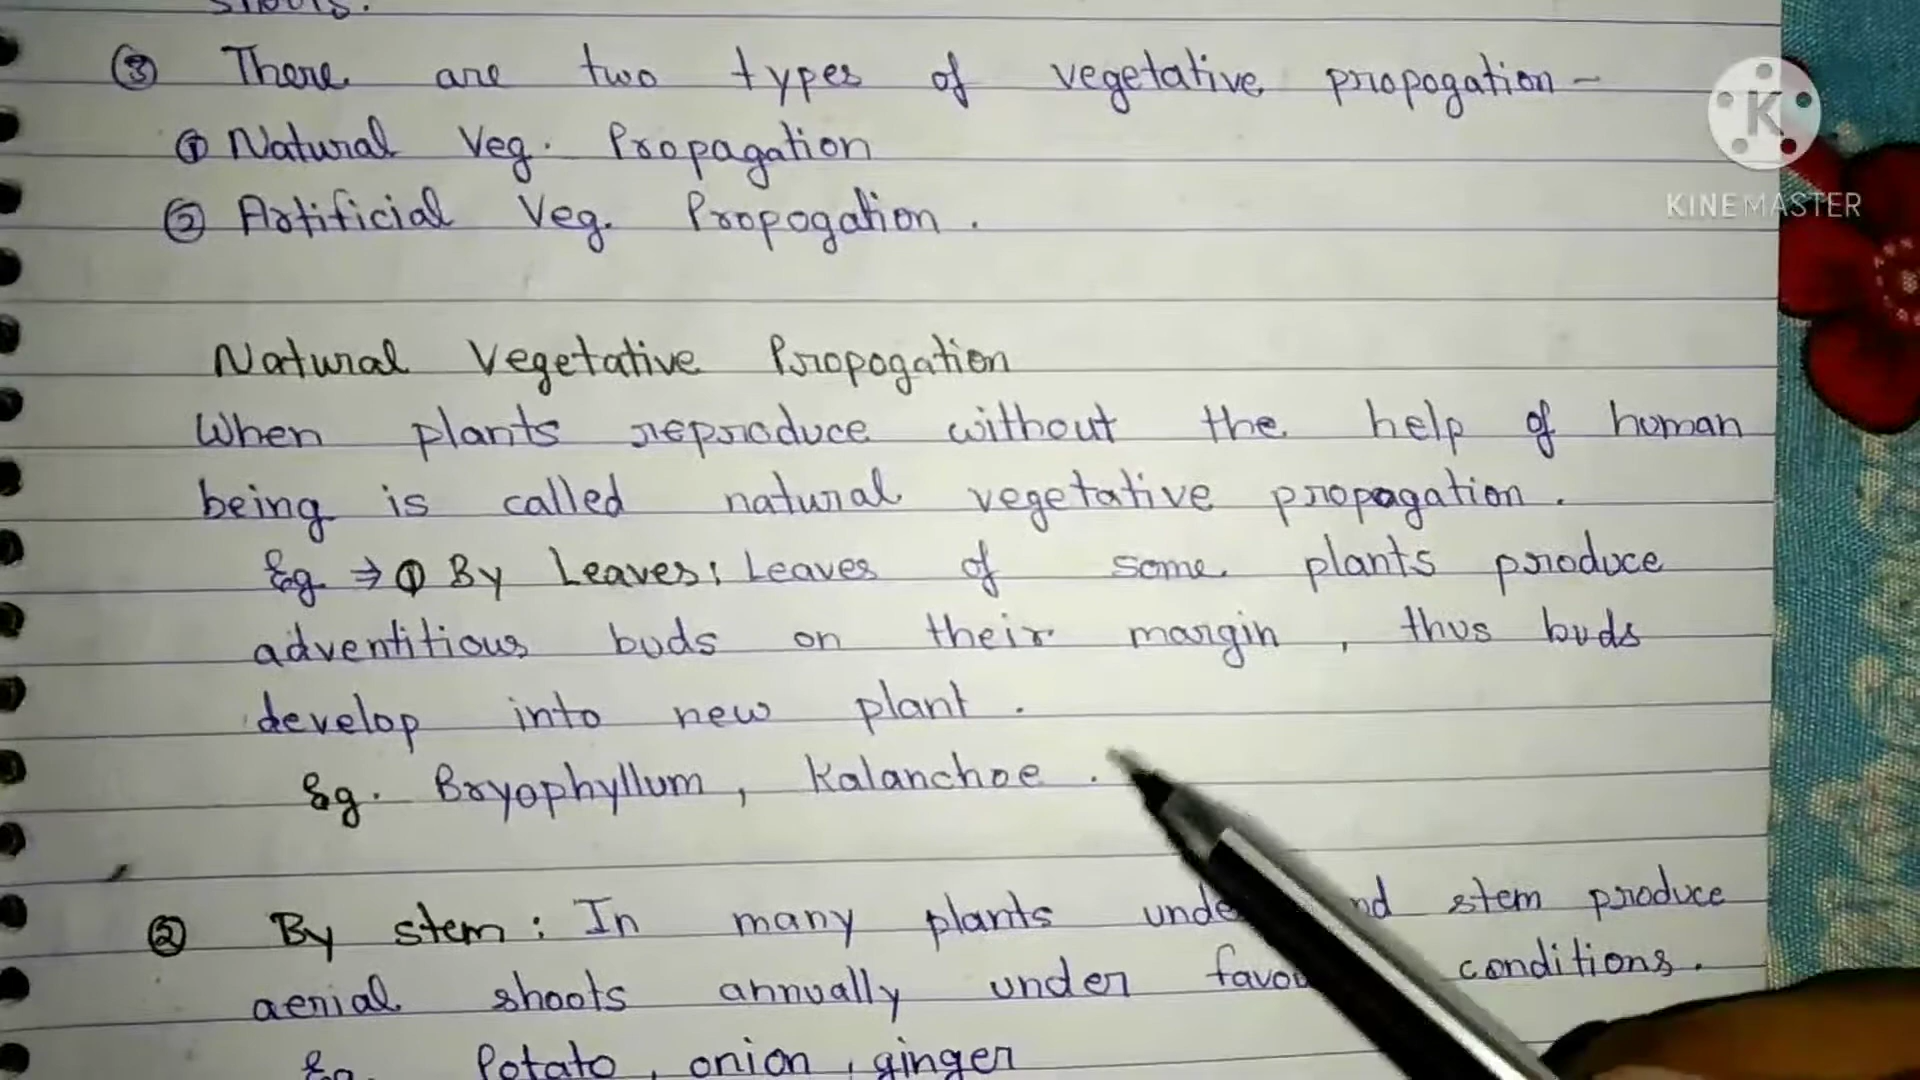 ③ There are two types of vegetative propogation -
① Natural Veg. Propagation
② Artificial Veg. Propogation.
Natural Vegetative Propogation
When plants reproduce without the help of human
being is called natural vegetative propagation.
Eg ⇒ ① By Leaves: Leaves of some plants produce
adventitious buds on their margin, thus buds
develop into new plant.
Eg. Bryophyllum, Kalanchoe.
② By stem: In many plants stem produce
aerial shoots annually under conditions.
Eg. Potato, onion, ginger
K
KINEMASTER